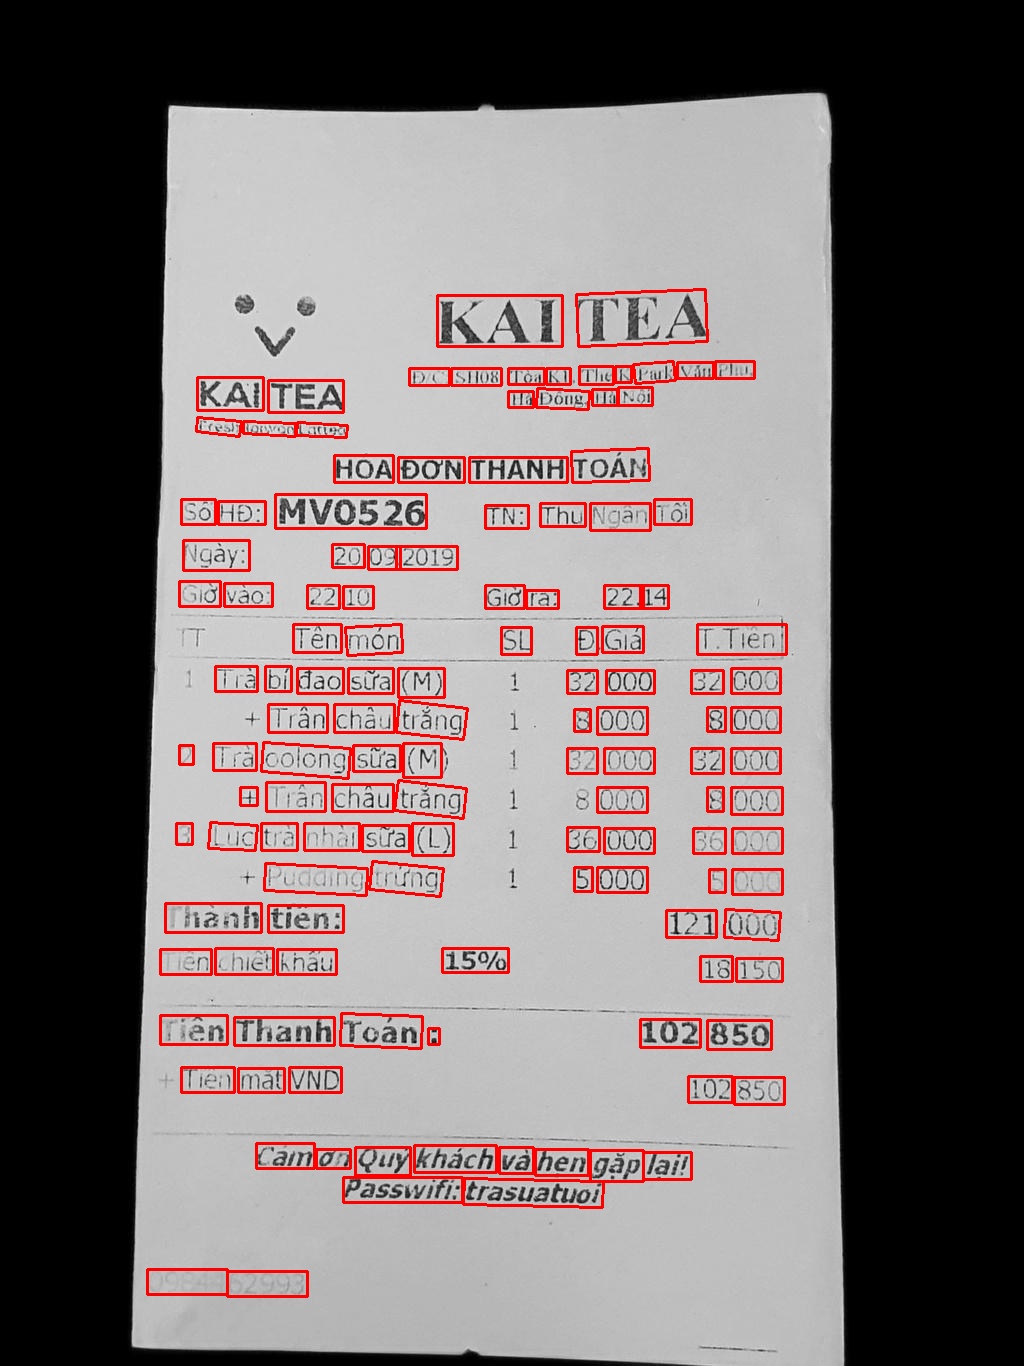 KAI TEA
Đ/C SH08 Tòa K1, The K Park Văn Phú,
Hà Đông, Hà Nội
KAI TEA
HOA ĐƠN THANH TOÁN
Số HĐ: MV0526 TN: Thu Ngân Tối
Ngày: 20 09 2019
Giờ vào: 22 10 Giờ ra: 22.14
TT Tên món SL Đ.Giá T.Tiền
1 Trà bí đao sữa (M) 1 32 000 32 000
+ Trân châu trắng 1 8 000 8 000
2 Trà oolong sữa (M) 1 32 000 32 000
+ Trân châu trắng 1 8 000 8 000
3 Luc trà nhài sữa (L) 1 36 000 36 000
+ Pudding trứng 1 5 000 5 000
Thành tiền: 121 000
Tiền chiết khấu 15% 18 150
Tiền Thanh Toán : 102 850
+ Tiền mặt VND 102 850
Cảm ơn Quý khách và hẹn gặp lại!
Passwifi: trasuatuoi